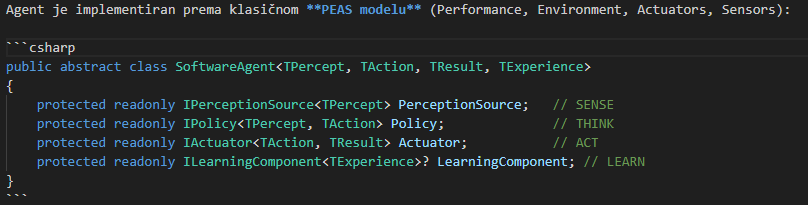 Agent je implementiran prema klasičnom **PEAS modelu** (Performance, Environment, Actuators, Sensors):
```csharp
public abstract class SoftwareAgent<TPercept, TAction, TResult, TExperience>
{
    protected readonly IPerceptionSource<TPercept> PerceptionSource;   // SENSE
    protected readonly IPolicy<TPercept, TAction> Policy;              // THINK
    protected readonly IActuator<TAction, TResult> Actuator;           // ACT
    protected readonly ILearningComponent<TExperience>? LearningComponent; // LEARN
}
```